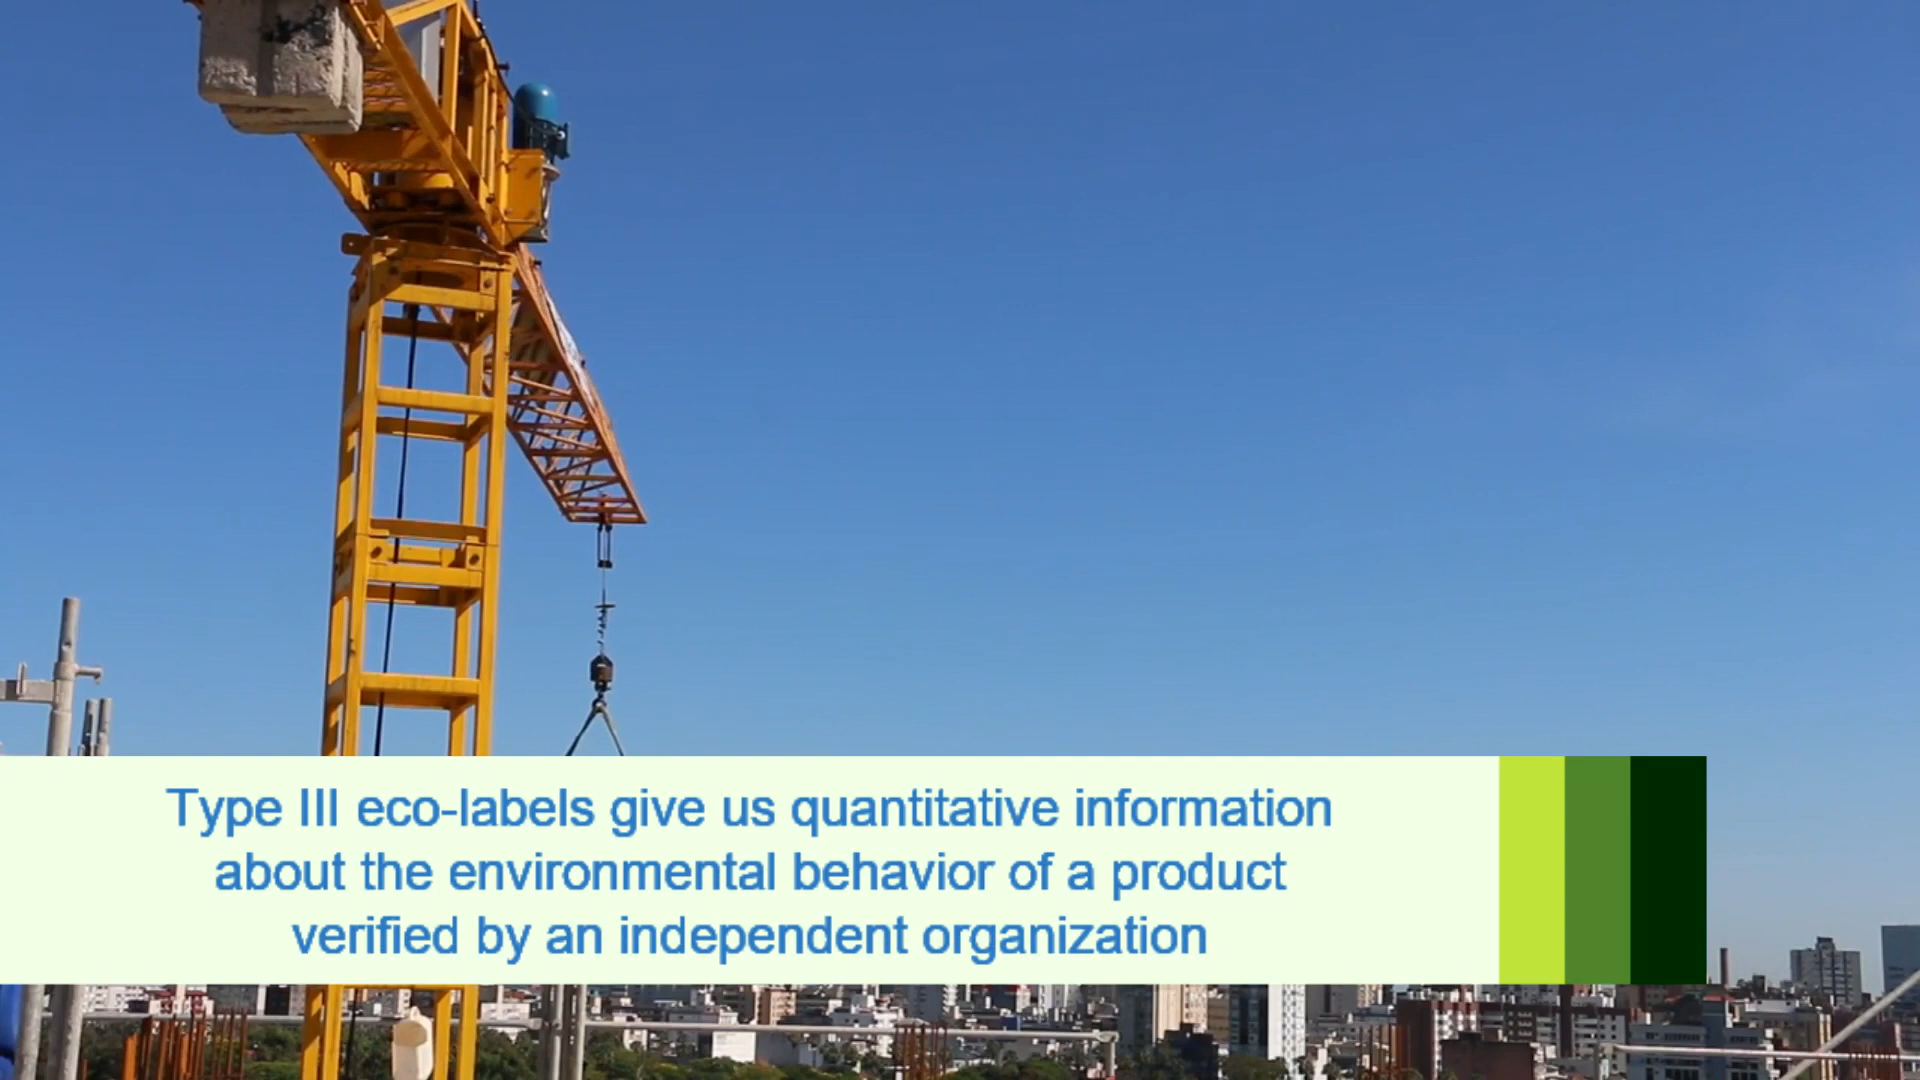 Type III eco-labels give us quantitative information
about the environmental behavior of a product
verified by an independent organization